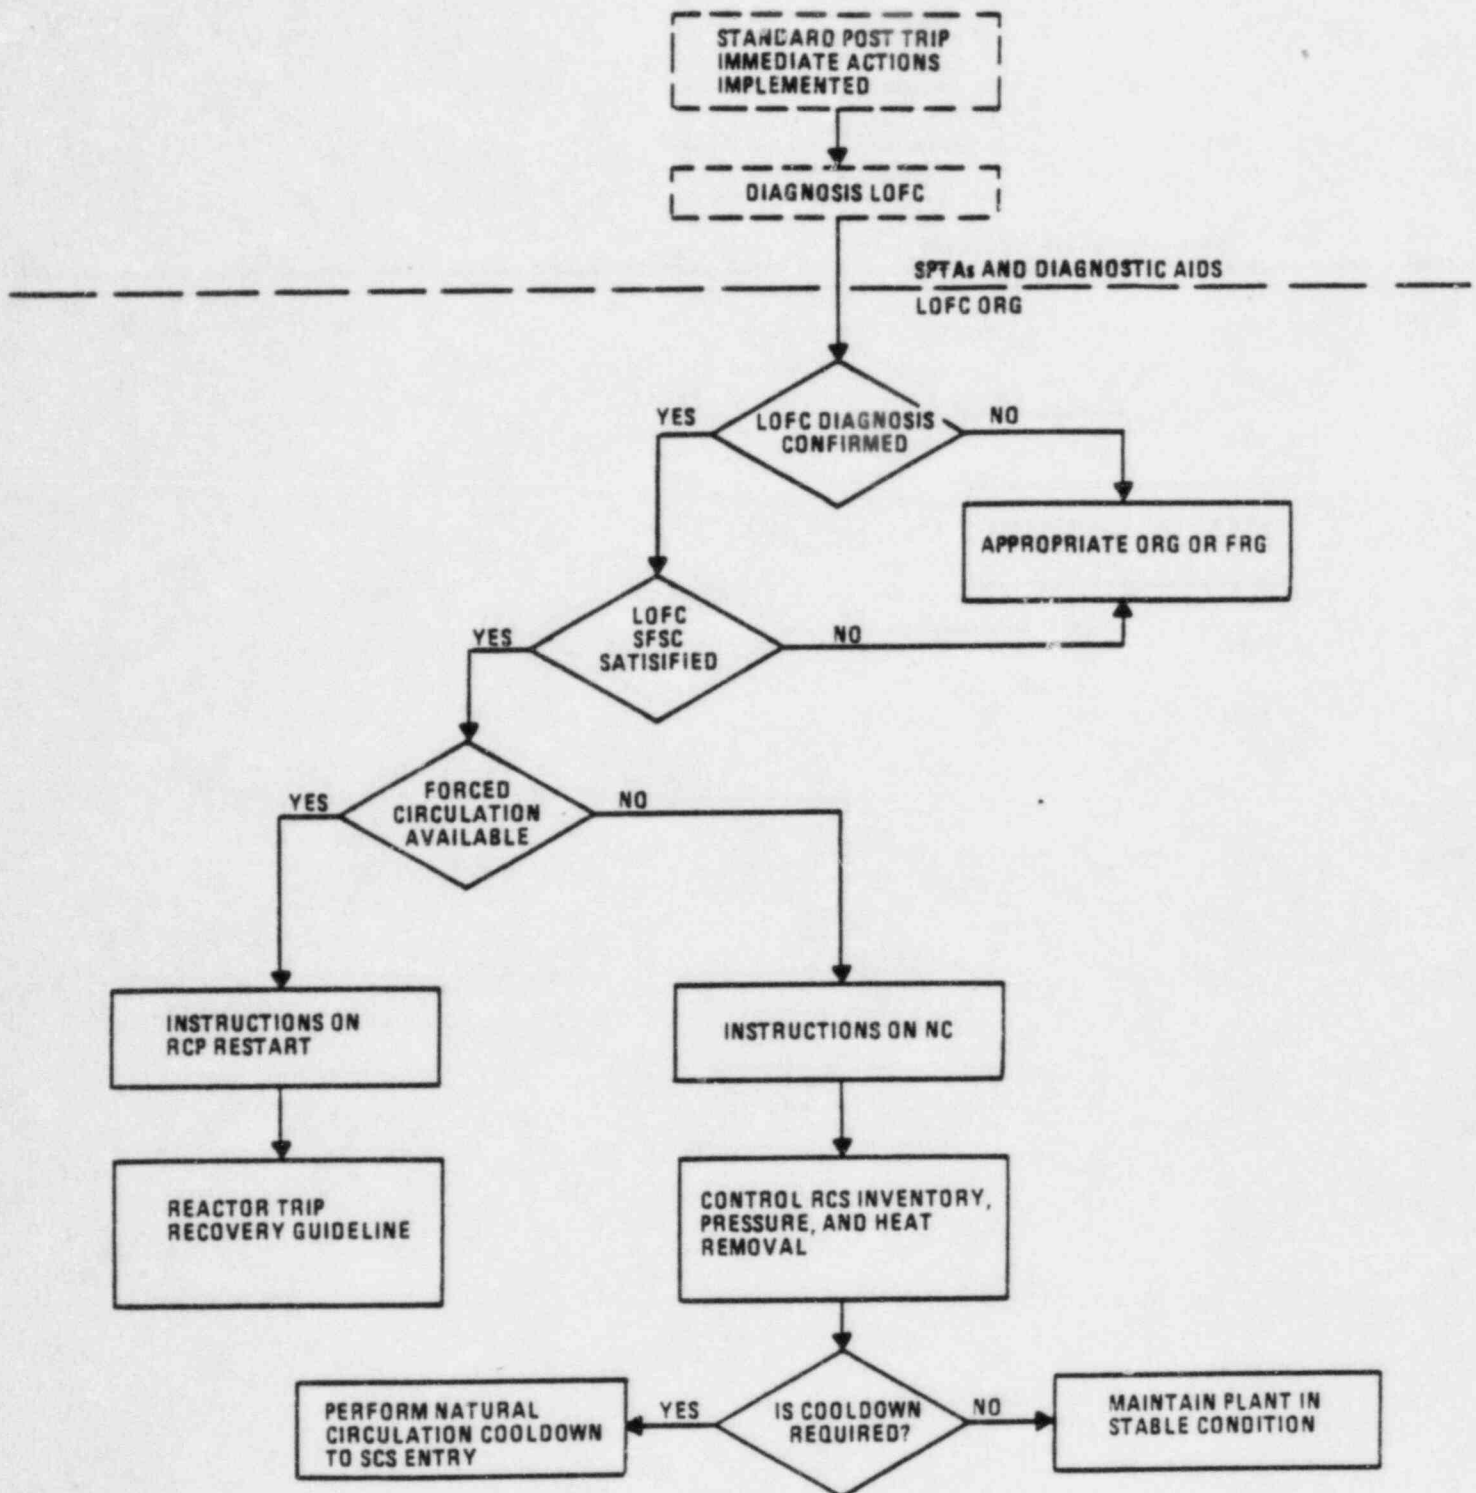 STANDARD POST TRIP
IMMEDIATE ACTIONS
IMPLEMENTED
DIAGNOSIS LOFC
SPTAs AND DIAGNOSTIC AIDS
LOFC ORG
YES
LOFC DIAGNOSIS
CONFIRMED
NO
APPROPRIATE ORG OR FRG
YES
LOFC
SFSC
SATISIFIED
NO
YES
FORCED
CIRCULATION
AVAILABLE
NO
INSTRUCTIONS ON
RCP RESTART
INSTRUCTIONS ON NC
REACTOR TRIP
RECOVERY GUIDELINE
CONTROL RCS INVENTORY,
PRESSURE, AND HEAT
REMOVAL
PERFORM NATURAL
CIRCULATION COOLDOWN
TO SCS ENTRY
YES
IS COOLDOWN
REQUIRED?
NO
MAINTAIN PLANT IN
STABLE CONDITION